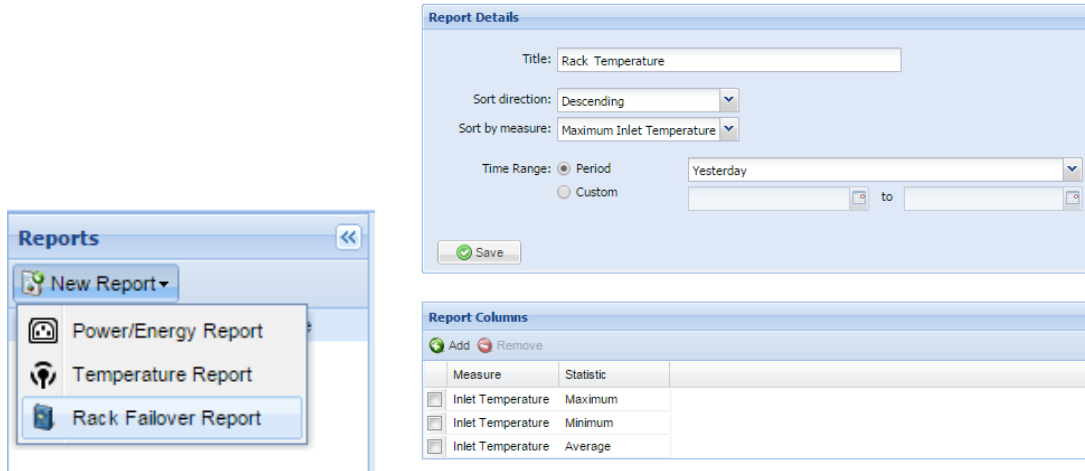 Reports
New Report
Power/Energy Report
Temperature Report
Rack Failover Report
Report Details
Title: Rack Temperature
Sort direction: Descending
Sort by measure: Maximum Inlet Temperature
Time Range: Period Yesterday
Custom to
Save
Report Columns
Add Remove
Measure Statistic
Inlet Temperature Maximum
Inlet Temperature Minimum
Inlet Temperature Average